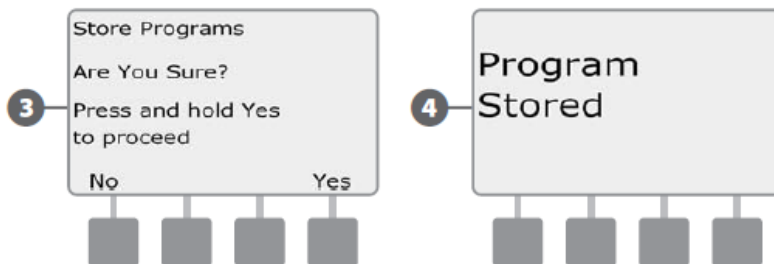 3
Store Programs
Are You Sure?
Press and hold Yes
to proceed
No Yes
4
Program
Stored